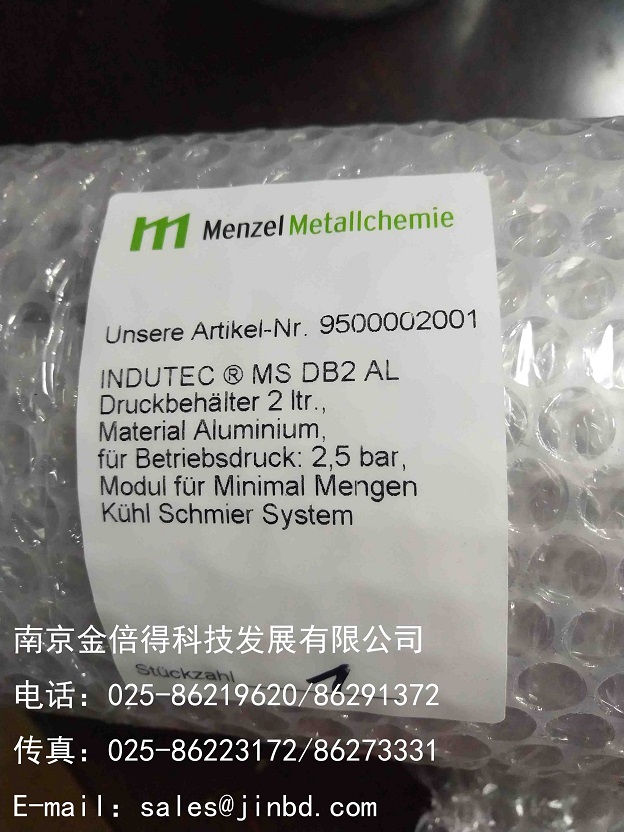 Menzel Metallchemie
Unsere Artikel-Nr. 9500002001
INDUTEC ® MS DB2 AL
Druckbehälter 2 ltr.,
Material Aluminium,
für Betriebsdruck: 2,5 bar,
Modul für Minimal Mengen
Kühl Schmier System
南京金倍得科技发展有限公司
Stückzahl 1
电话：025-86219620/86291372
传真：025-86223172/86273331
E-mail：sales@jinbd.com